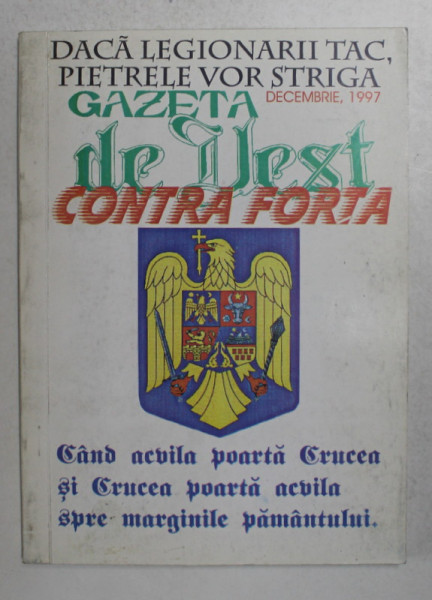 DACĂ LEGIONARII TAC,
PIETRELE VOR STRIGA
GAZETA
DECEMBRIE, 1997
de Vest
CONTRA FORȚA
Când acvila poartă Crucea
și Crucea poartă acvila
spre marginile pământului.